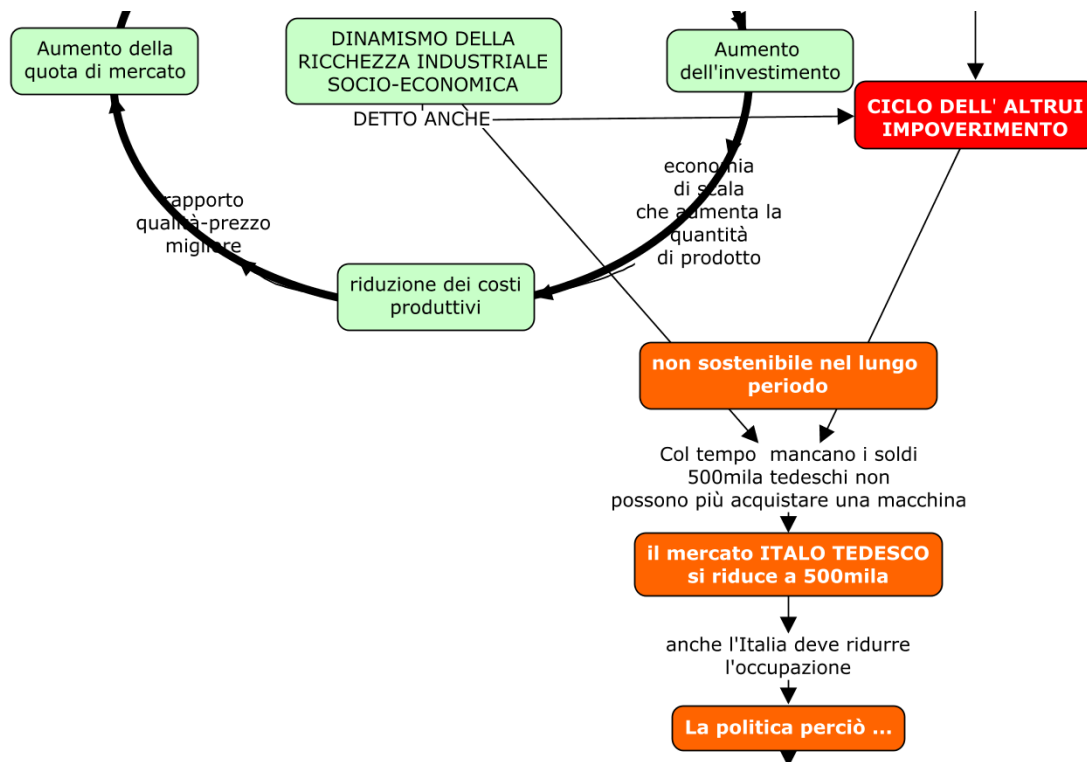 Aumento della
quota di mercato
DINAMISMO DELLA
RICCHEZZA INDUSTRIALE
SOCIO-ECONOMICA
Aumento
dell'investimento
DETTO ANCHE
CICLO DELL' ALTRUI
IMPOVERIMENTO
economia
di scala
che aumenta la
quantità
di prodotto
rapporto
qualità-prezzo
migliore
riduzione dei costi
produttivi
non sostenibile nel lungo
periodo
Col tempo mancano i soldi
500mila tedeschi non
possono più acquistare una macchina
il mercato ITALO TEDESCO
si riduce a 500mila
anche l'Italia deve ridurre
l'occupazione
La politica perciò ...